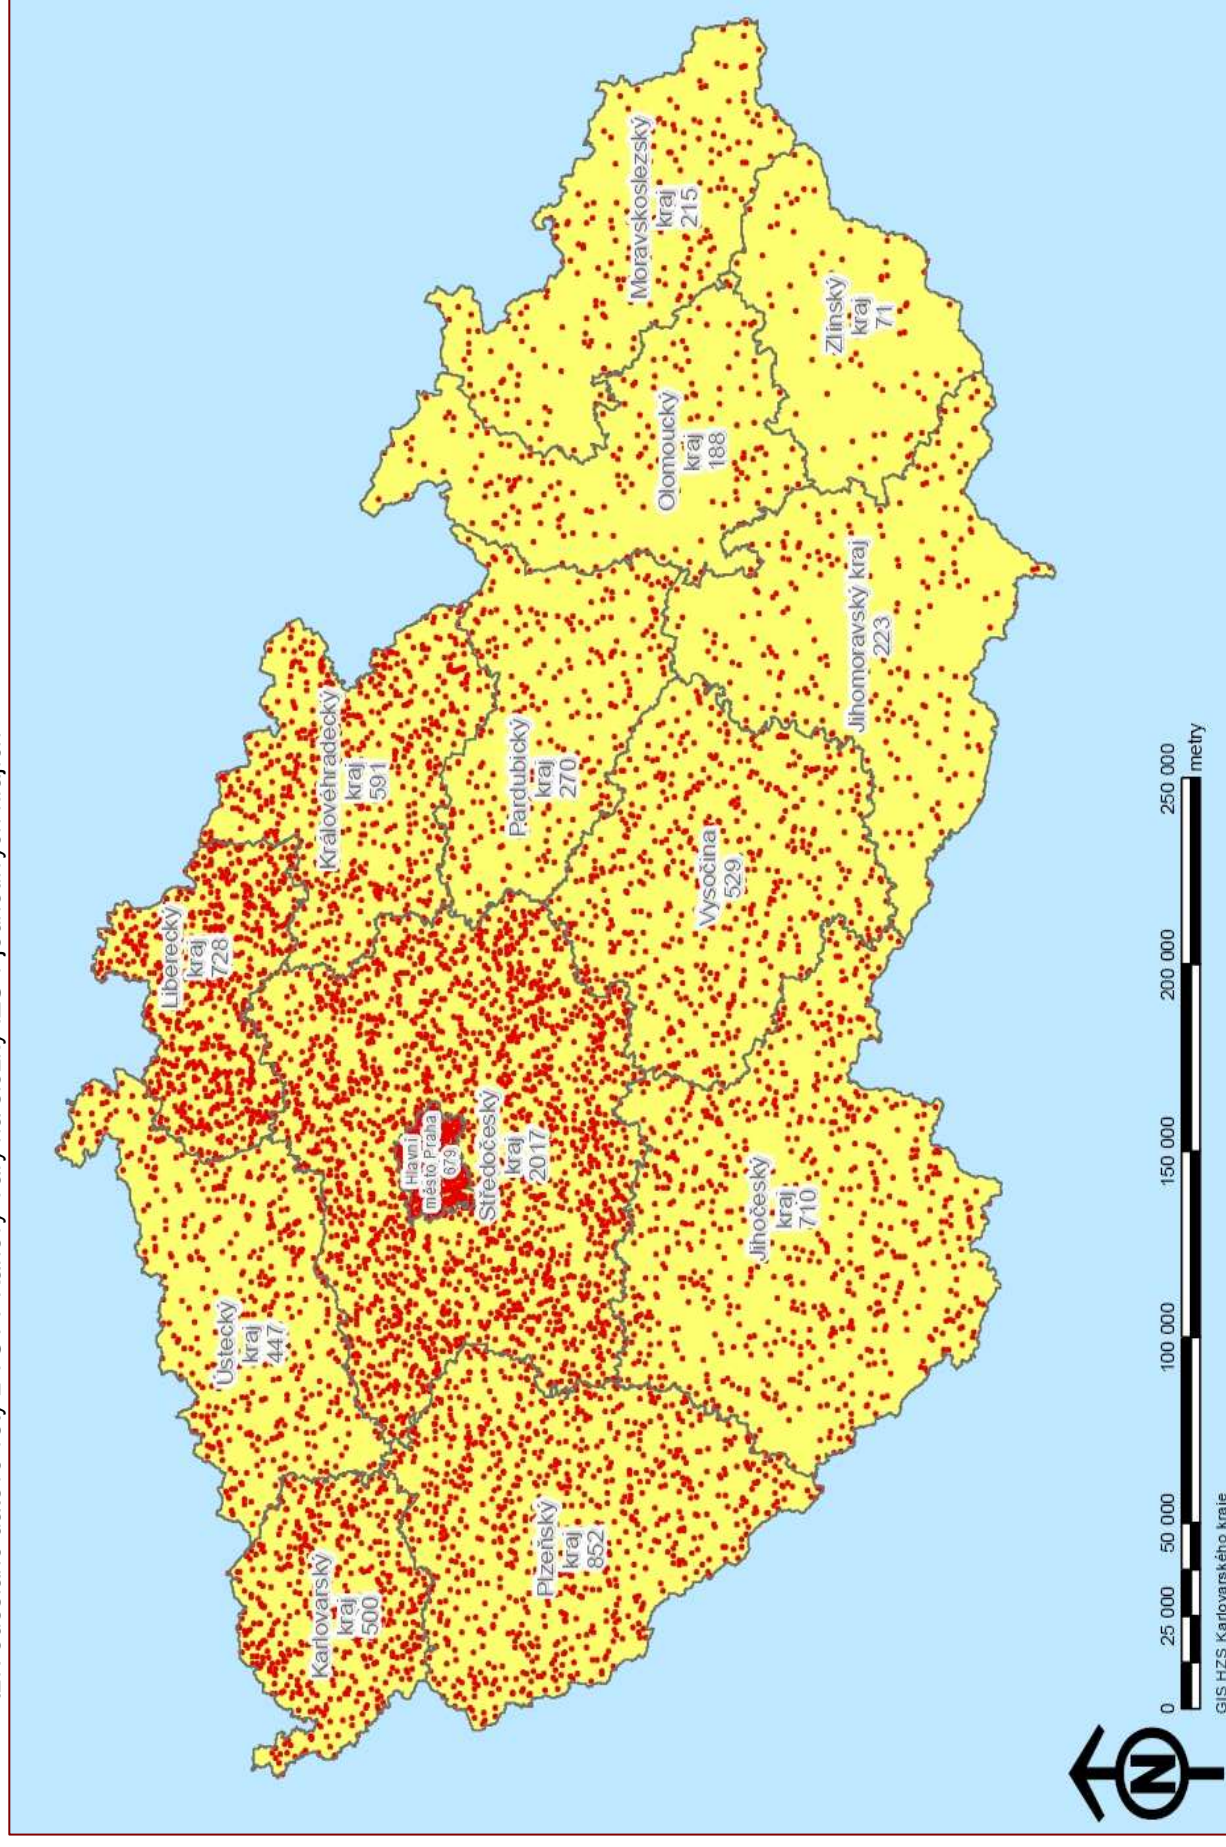 Liberecký
kraj
728
Ústecký
kraj
447
Královéhradecký
kraj
591
Karlovarský
kraj
500
Hlavní
město Praha
679
Středočeský
kraj
2017
Pardubický
kraj
270
Plzeňský
kraj
852
Moravskoslezský
kraj
215
Olomoucký
kraj
188
Vysočina
529
Jihočeský
kraj
710
Zlínský
kraj
71
Jihomoravský kraj
223
N
0 25 000 50 000 100 000 150 000 200 000 250 000
metry
GIS HZS Karlovarského kraje